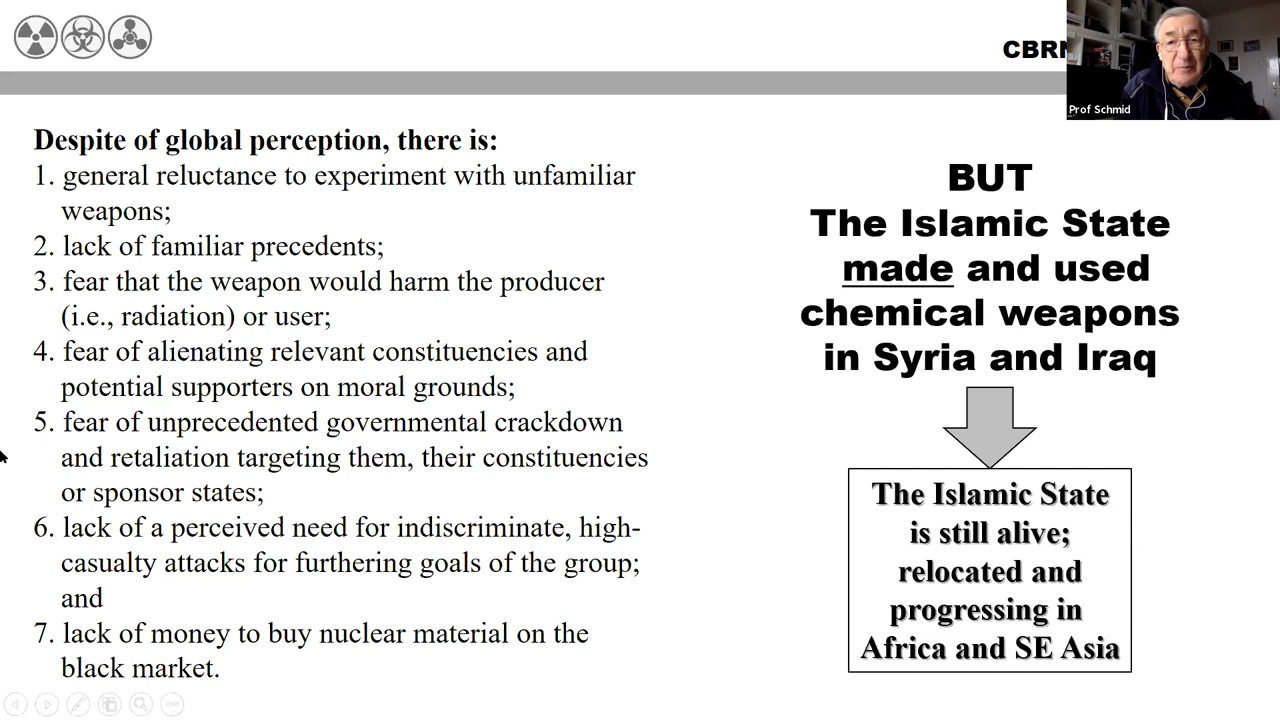 CBRN
Prof Schmid
Despite of global perception, there is:
1. general reluctance to experiment with unfamiliar
weapons;
2. lack of familiar precedents;
3. fear that the weapon would harm the producer
(i.e., radiation) or user;
4. fear of alienating relevant constituencies and
potential supporters on moral grounds;
5. fear of unprecedented governmental crackdown
and retaliation targeting them, their constituencies
or sponsor states;
6. lack of a perceived need for indiscriminate, high-
casualty attacks for furthering goals of the group;
and
7. lack of money to buy nuclear material on the
black market.
BUT
The Islamic State
made and used
chemical weapons
in Syria and Iraq
The Islamic State
is still alive;
relocated and
progressing in
Africa and SE Asia